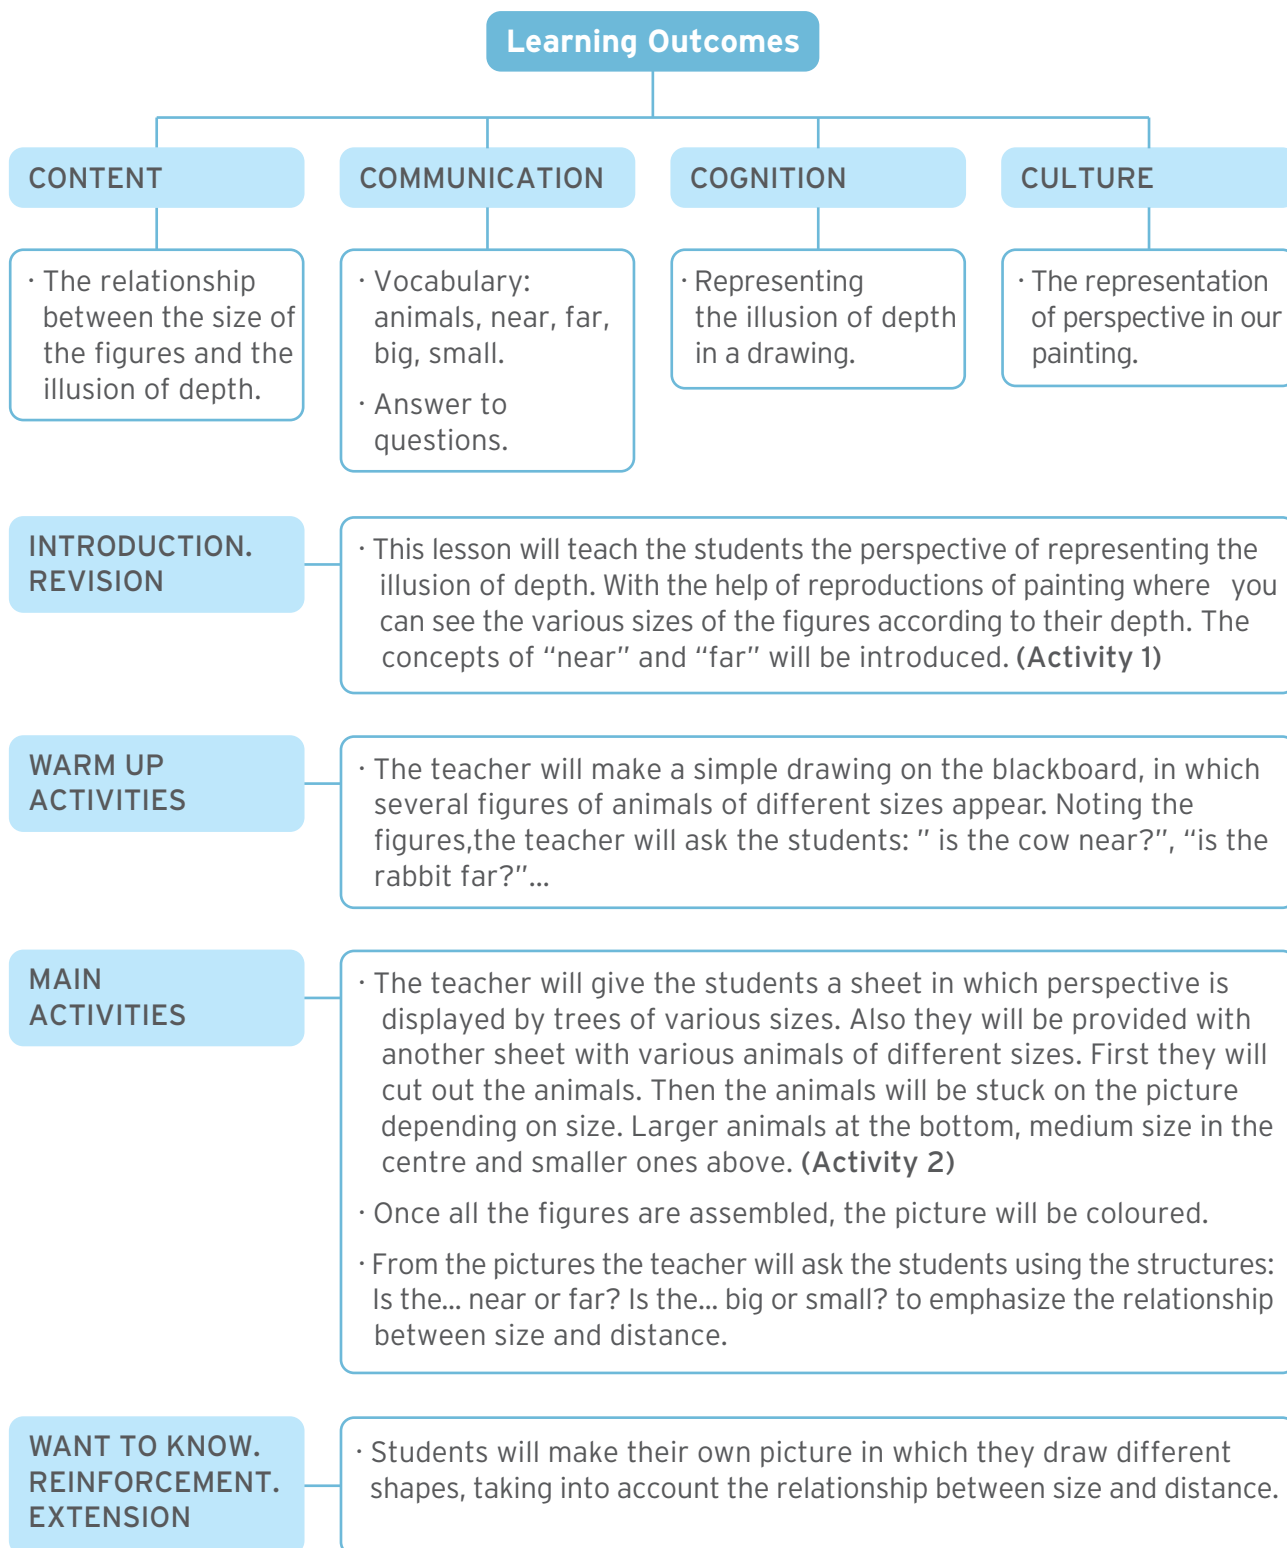 Learning Outcomes
CONTENT
· The relationship
between the size of
the figures and the
illusion of depth.
COMMUNICATION
· Vocabulary:
animals, near, far,
big, small.
· Answer to
questions.
COGNITION
· Representing
the illusion of depth
in a drawing.
CULTURE
· The representation
of perspective in our
painting.
INTRODUCTION.
REVISION
· This lesson will teach the students the perspective of representing the
illusion of depth. With the help of reproductions of painting where you
can see the various sizes of the figures according to their depth. The
concepts of “near” and “far” will be introduced. (Activity 1)
WARM UP
ACTIVITIES
· The teacher will make a simple drawing on the blackboard, in which
several figures of animals of different sizes appear. Noting the
figures,the teacher will ask the students: ” is the cow near?”, “is the
rabbit far?”...
MAIN
ACTIVITIES
· The teacher will give the students a sheet in which perspective is
displayed by trees of various sizes. Also they will be provided with
another sheet with various animals of different sizes. First they will
cut out the animals. Then the animals will be stuck on the picture
depending on size. Larger animals at the bottom, medium size in the
centre and smaller ones above. (Activity 2)
· Once all the figures are assembled, the picture will be coloured.
· From the pictures the teacher will ask the students using the structures:
Is the... near or far? Is the... big or small? to emphasize the relationship
between size and distance.
WANT TO KNOW.
REINFORCEMENT.
EXTENSION
· Students will make their own picture in which they draw different
shapes, taking into account the relationship between size and distance.